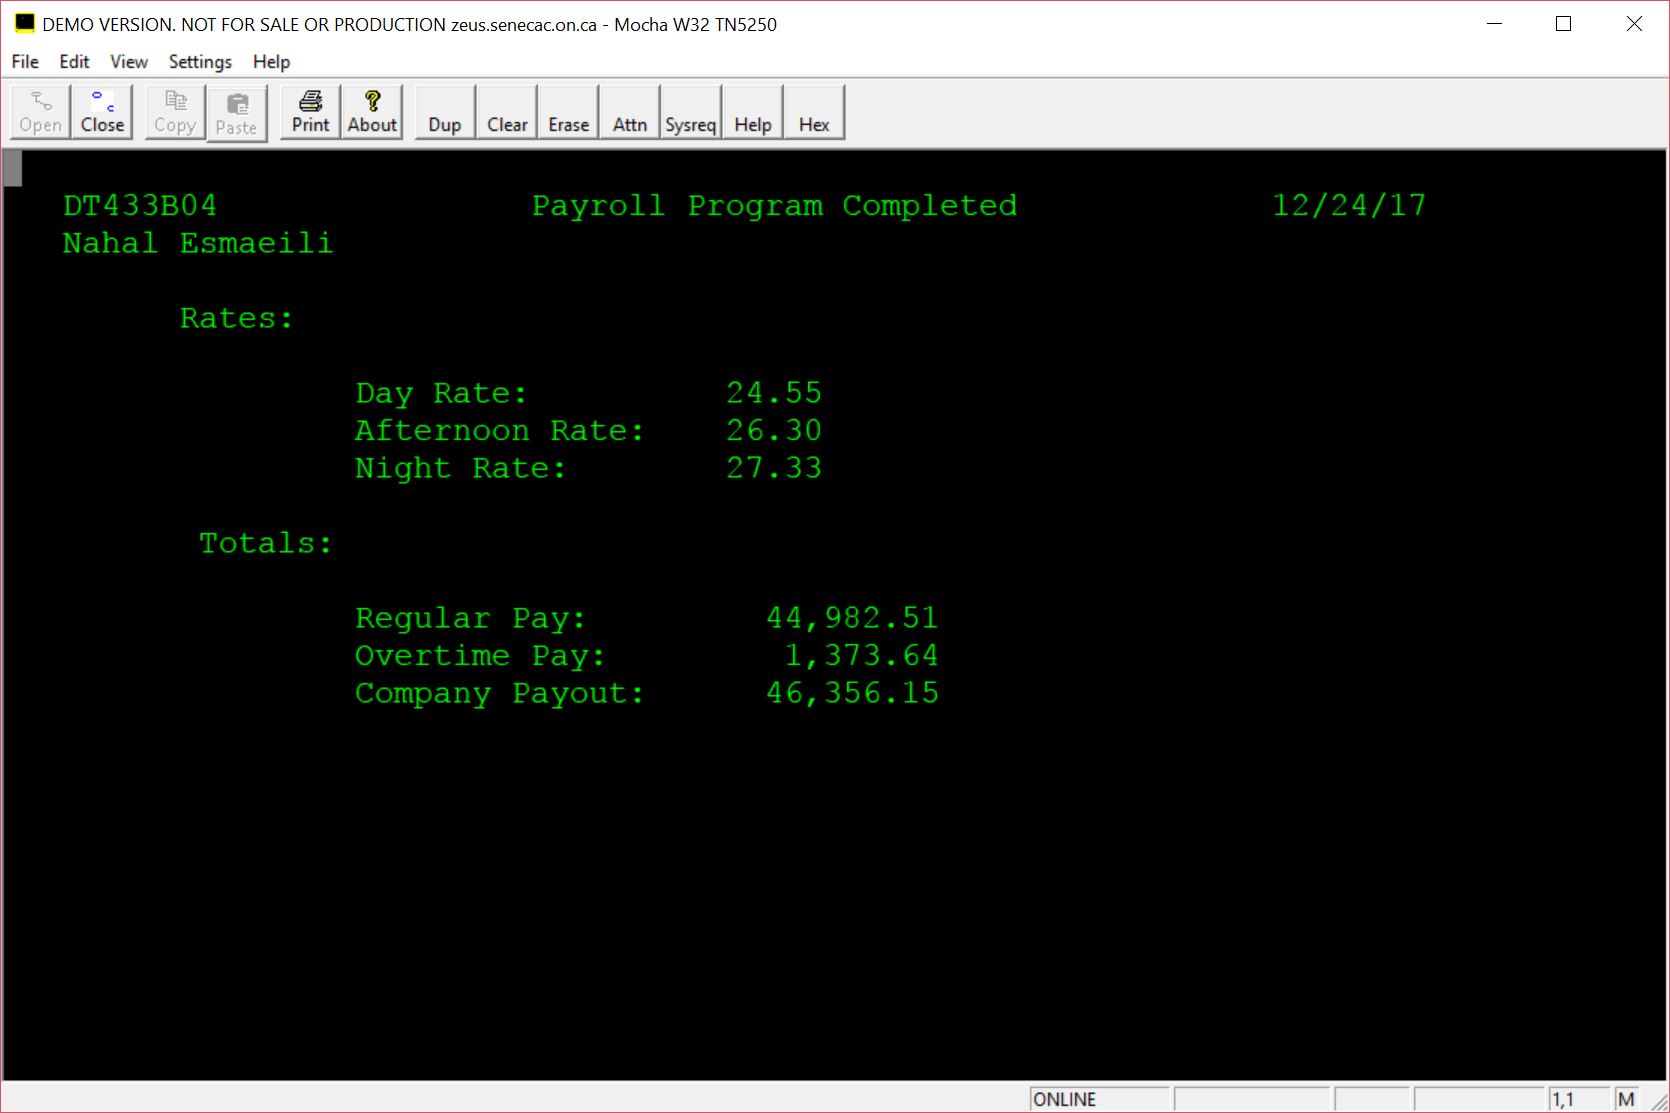 DEMO VERSION. NOT FOR SALE OR PRODUCTION zeus.senecac.on.ca - Mocha W32 TN5250
File Edit View Settings Help
Open Close Copy Paste Print About Dup Clear Erase Attn Sysreq Help Hex
DT433B04 Payroll Program Completed 12/24/17
Nahal Esmaeili
Rates:
Day Rate: 24.55
Afternoon Rate: 26.30
Night Rate: 27.33
Totals:
Regular Pay: 44,982.51
Overtime Pay: 1,373.64
Company Payout: 46,356.15
ONLINE 1,1 M